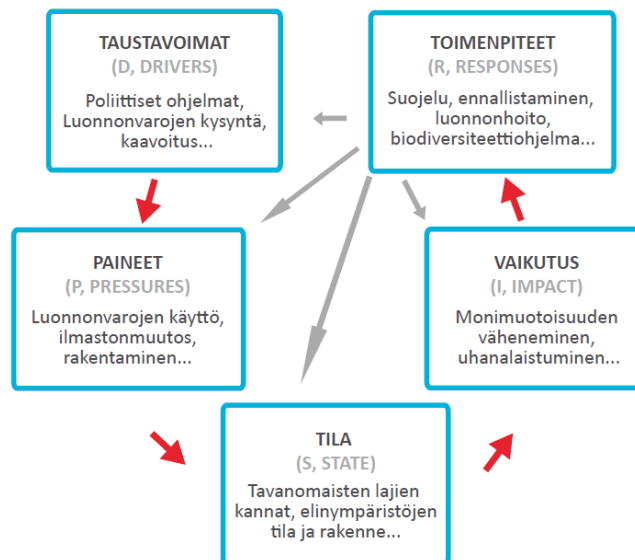 TAUSTAVOIMAT
(D, DRIVERS)
Poliittiset ohjelmat,
Luonnonvarojen kysyntä,
kaavoitus...
TOIMENPITEET
(R, RESPONSES)
Suojelu, ennallistaminen,
luonnonhoito,
biodiversiteettiohjelma...
PAINEET
(P, PRESSURES)
Luonnonvarojen käyttö,
ilmastonmuutos,
rakentaminen...
VAIKUTUS
(I, IMPACT)
Monimuotoisuuden
väheneminen,
uhanalaistuminen...
TILA
(S, STATE)
Tavanomaisten lajien
kannat, elinympäristöjen
tila ja rakenne...